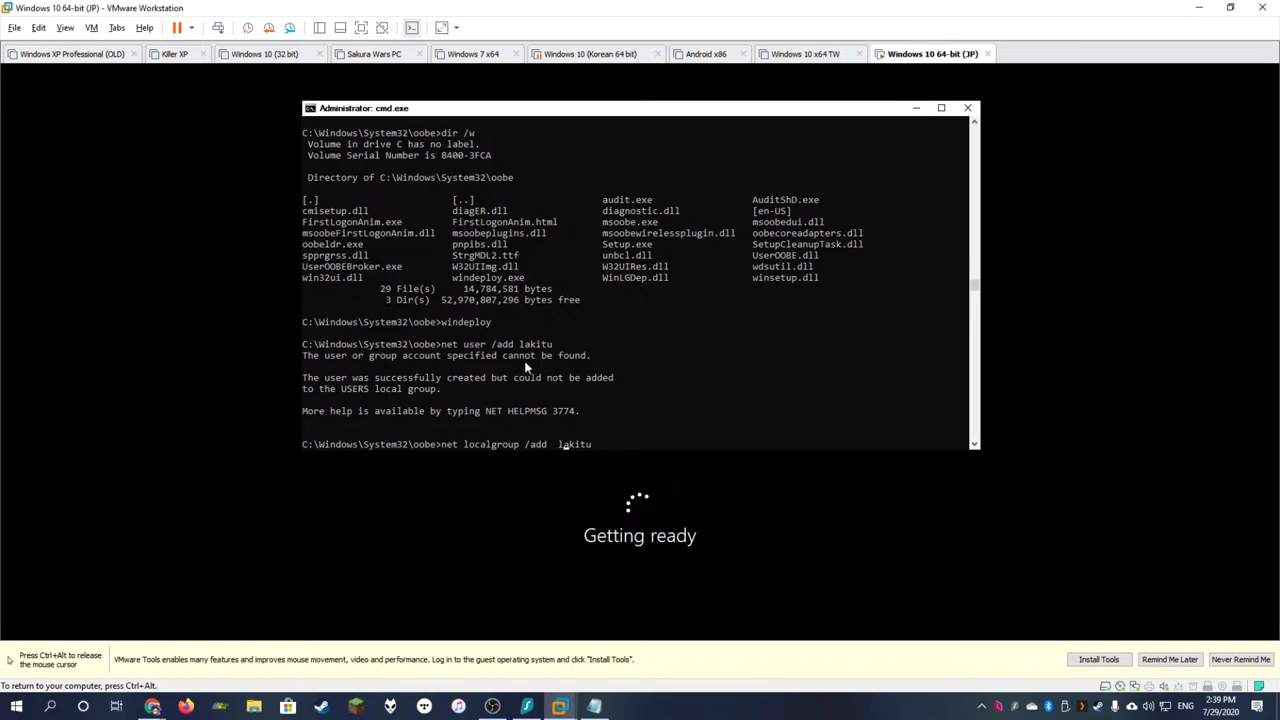 Windows 10 64-bit (JP) - VMware Workstation
File Edit View VM Tabs Help
Windows XP Professional (OLD) Killer XP Windows 10 (32 bit) Sakura Wars PC Windows 7 x64 Windows 10 (Korean 64 bit) Android x86 Windows 10 x64 TW Windows 10 64-bit (JP)
Administrator: cmd.exe
C:\Windows\System32\oobe>dir /w
Volume in drive C has no label.
Volume Serial Number is 8400-3FCA
Directory of C:\Windows\System32\oobe
[.] [..] audit.exe AuditShD.exe
cmisetup.dll diagER.dll diagnostic.dll [en-US]
FirstLogonAnim.exe FirstLogonAnim.html msoobe.exe msoobedui.dll
msoobeFirstLogonAnim.dll msoobeplugins.dll msoobewirelessplugin.dll oobecoreadapters.dll
oobeldr.exe pnpibs.dll Setup.exe SetupCleanupTask.dll
spprgrss.dll StrgMDL2.ttf unbcl.dll UserOOBE.dll
UserOOBEBroker.exe W32UIImg.dll W32UIRes.dll wdsutil.dll
win32ui.dll windeploy.exe WinLGDep.dll winsetup.dll
29 File(s) 14,784,581 bytes
3 Dir(s) 52,970,807,296 bytes free
C:\Windows\System32\oobe>windeploy
C:\Windows\System32\oobe>net user /add lakitu
The user or group account specified cannot be found.
The user was successfully created but could not be added
to the USERS local group.
More help is available by typing NET HELPMSG 3774.
C:\Windows\System32\oobe>net localgroup /add  lakitu
Getting ready
Press Ctrl+Alt to release
the mouse cursor
VMware Tools enables many features and improves mouse movement, video and performance. Log in to the guest operating system and click "Install Tools".
Install Tools Remind Me Later Never Remind Me
To return to your computer, press Ctrl+Alt.
ENG
2:39 PM
7/29/2020